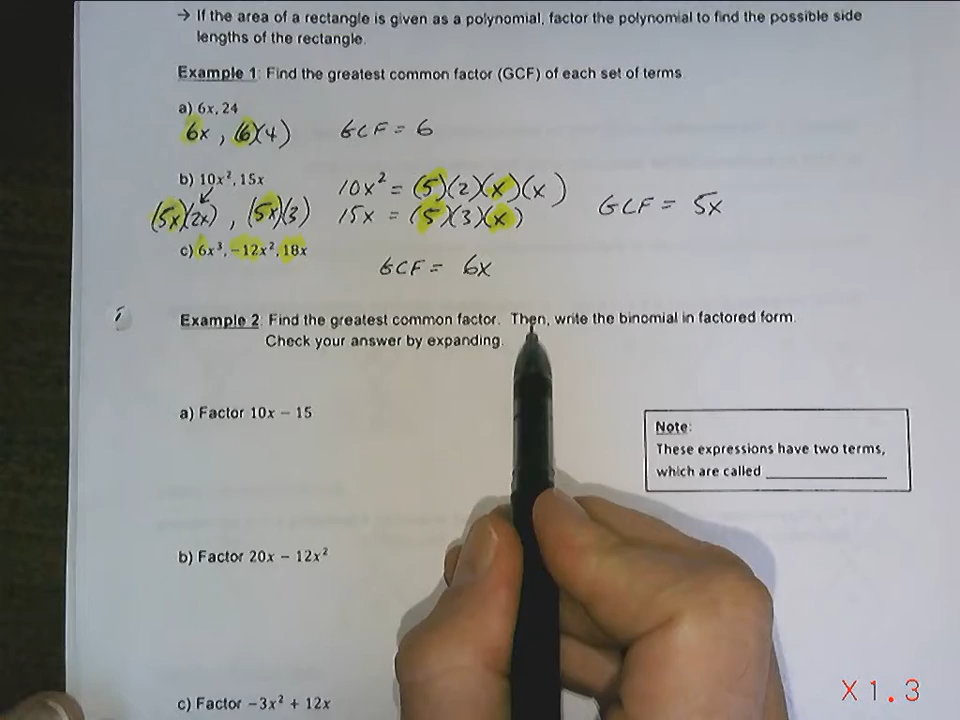 → If the area of a rectangle is given as a polynomial, factor the polynomial to find the possible side
lengths of the rectangle.
Example 1: Find the greatest common factor (GCF) of each set of terms
a) 6x, 24
6x , (6)(4) GCF = 6
b) 10x², 15x
10x² = (5)(2)(x)(x)
(5x)(2x) , (5x)(3) 15x = (5)(3)(x) GCF = 5x
c) 6x³, −12x², 18x
GCF = 6x
Example 2: Find the greatest common factor. Then, write the binomial in factored form.
Check your answer by expanding.
a) Factor 10x − 15
Note:
These expressions have two terms,
which are called ____________
b) Factor 20x − 12x²
c) Factor −3x² + 12x
X1.3